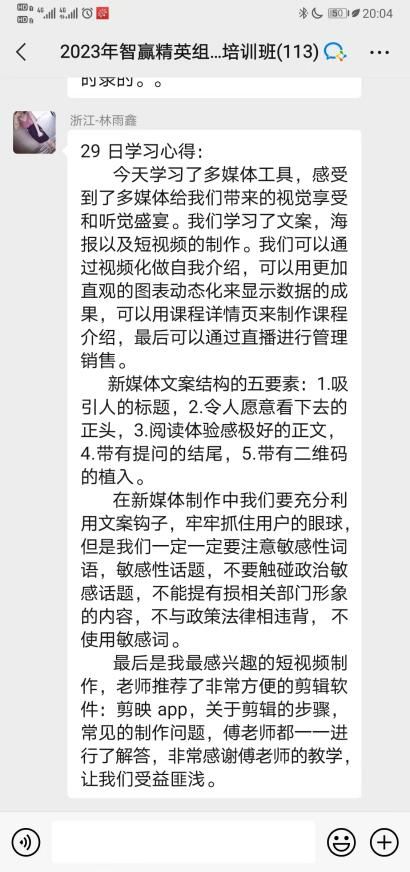 HD 4G 4G 50 20:04
HD
2023年智赢精英组...培训班(113)
时录的。。
浙江-林雨鑫
29 日学习心得：
今天学习了多媒体工具，感受
到了多媒体给我们带来的视觉享受
和听觉盛宴。我们学习了文案，海
报以及短视频的制作。我们可以通
过视频化做自我介绍，可以用更加
直观的图表动态化来显示数据的成
果，可以用课程详情页来制作课程
介绍，最后可以通过直播进行管理
销售。
新媒体文案结构的五要素：1.吸
引人的标题，2.令人愿意看下去的
正头，3.阅读体验感极好的正文，
4.带有提问的结尾，5.带有二维码
的植入。
在新媒体制作中我们要充分利
用文案钩子，牢牢抓住用户的眼球，
但是我们一定一定要注意敏感性词
语，敏感性话题，不要触碰政治敏
感话题，不能提有损相关部门形象
的内容，不与政策法律相违背， 不
使用敏感词。
最后是我最感兴趣的短视频制
作，老师推荐了非常方便的剪辑软
件：剪映 app，关于剪辑的步骤，
常见的制作问题，傅老师都一一进
行了解答，非常感谢傅老师的教学，
让我们受益匪浅。